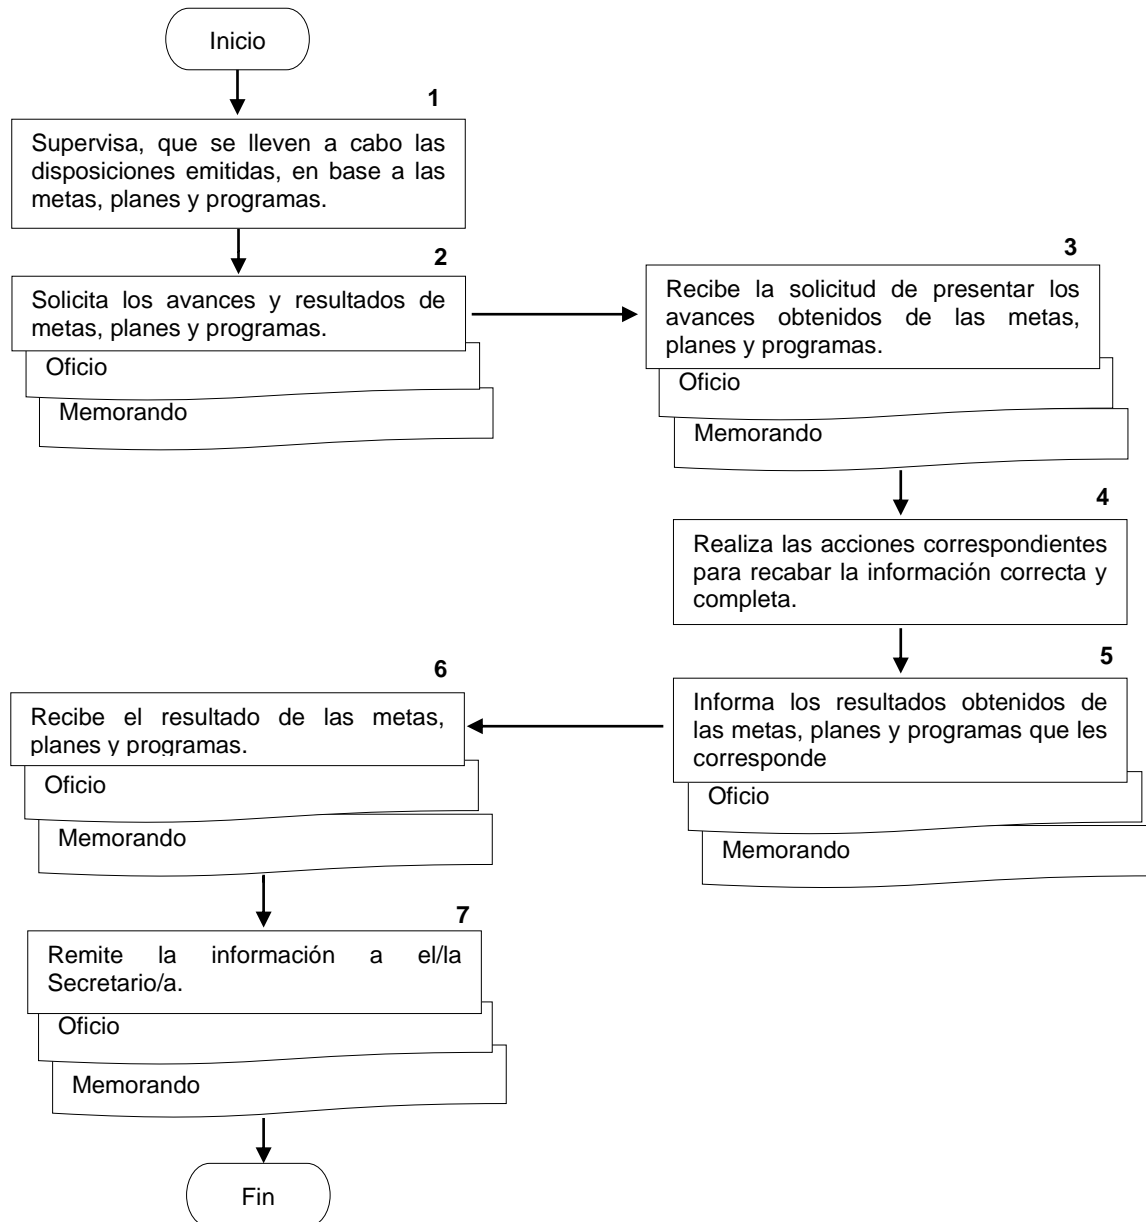 Inicio
1
Supervisa, que se lleven a cabo las
disposiciones emitidas, en base a las
metas, planes y programas.
2
Solicita los avances y resultados de
metas, planes y programas.
Oficio
Memorando
3
Recibe la solicitud de presentar los
avances obtenidos de las metas,
planes y programas.
Oficio
Memorando
4
Realiza las acciones correspondientes
para recabar la información correcta y
completa.
5
Informa los resultados obtenidos de
las metas, planes y programas que les
corresponde
Oficio
Memorando
6
Recibe el resultado de las metas,
planes y programas.
Oficio
Memorando
7
Remite la información a el/la
Secretario/a.
Oficio
Memorando
Fin